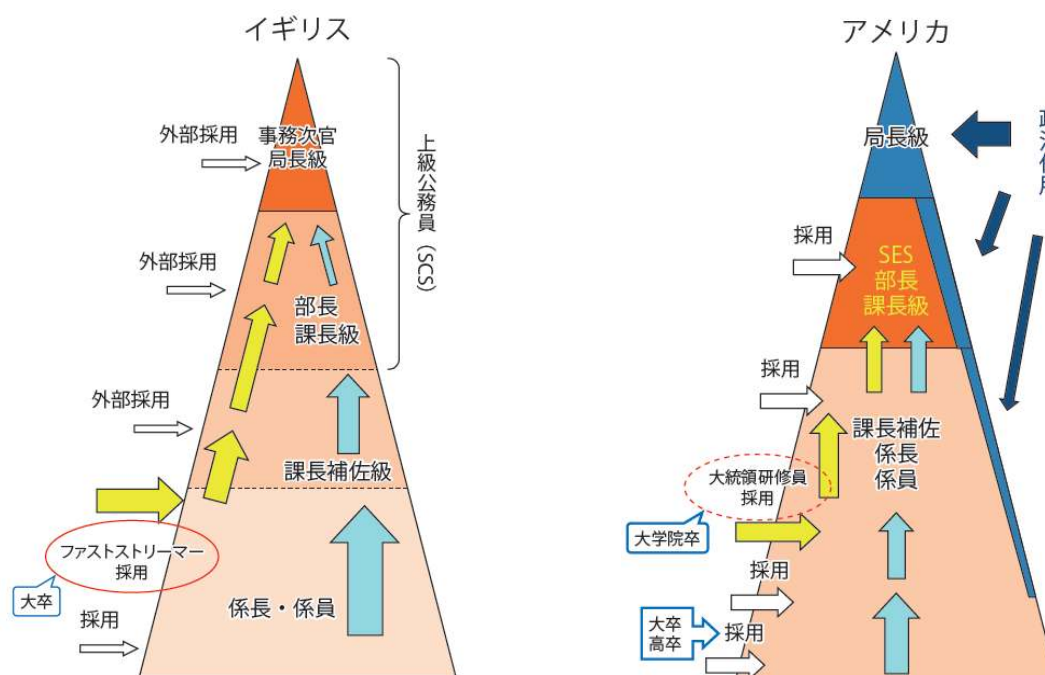 イギリス
外部採用
事務次官
局長級
上級公務員（SCS）
外部採用
部長
課長級
外部採用
課長補佐級
ファストストリーマー
採用
大卒
係長・係員
採用
アメリカ
局長級
採用
SES
部長
課長級
採用
課長補佐
係長
係員
大統領研修員
採用
大学院卒
採用
大卒
高卒
採用